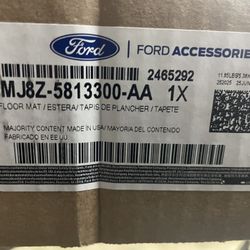 Ford
FORD ACCESSORIES
2465292
MJ8Z-5813300-AA 1X
FLOOR MAT / ESTERA / TAPIS DE PLANCHER / TAPETE
MAJORITY CONTENT MADE IN USA / MAYORIA DEL CONTENIDO
FABRICADO EN EE UU